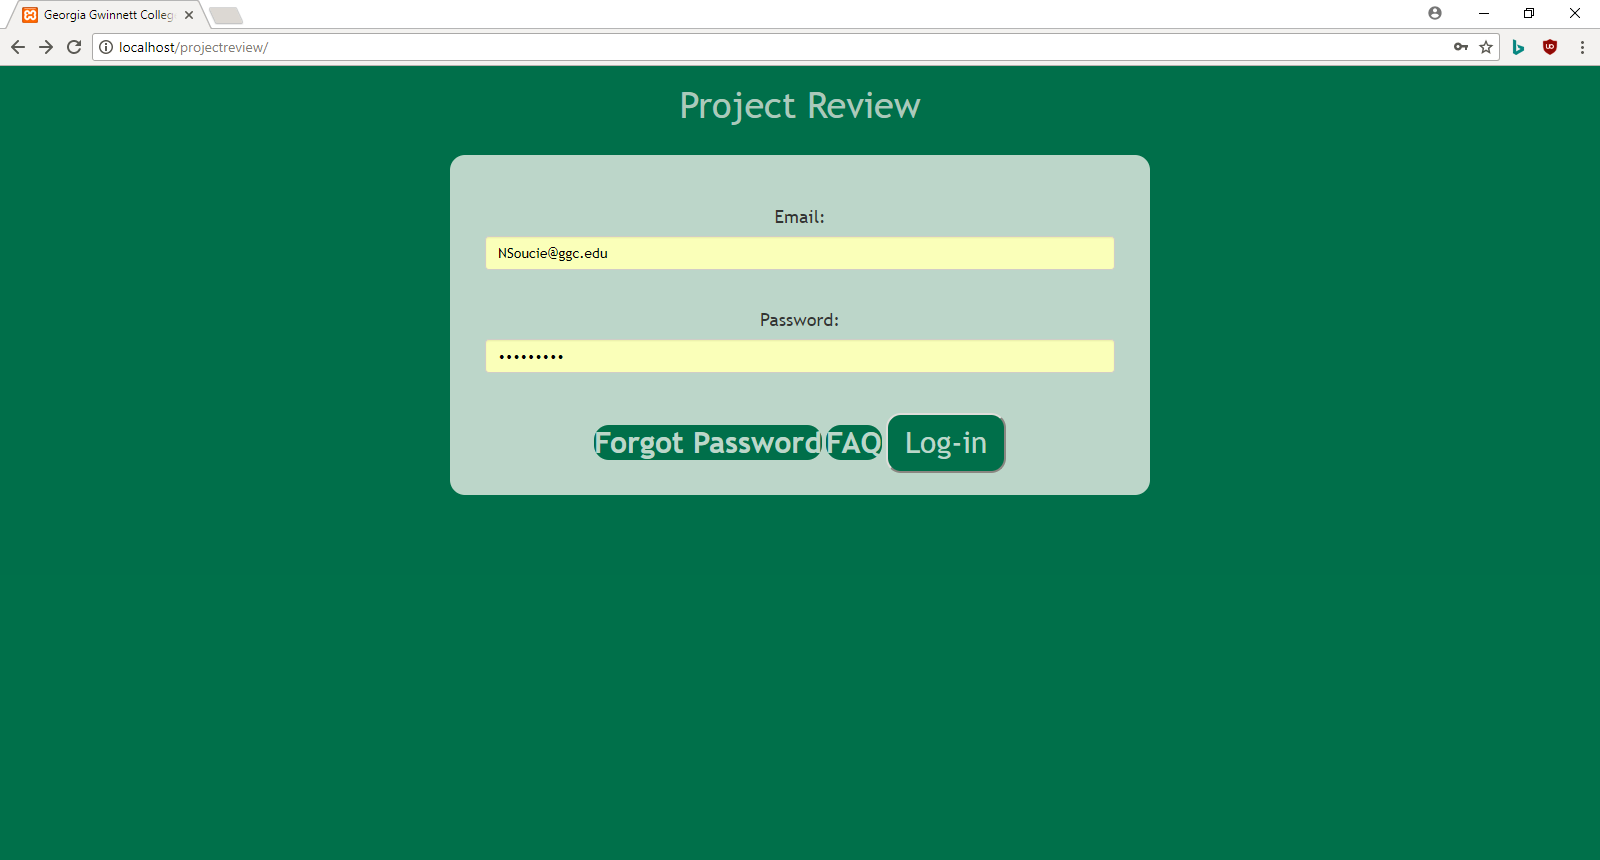 Georgia Gwinnett Colleg
localhost/projectreview/
Project Review
Email:
NSoucie@ggc.edu
Password:
•••••••••
Forgot Password FAQ Log-in